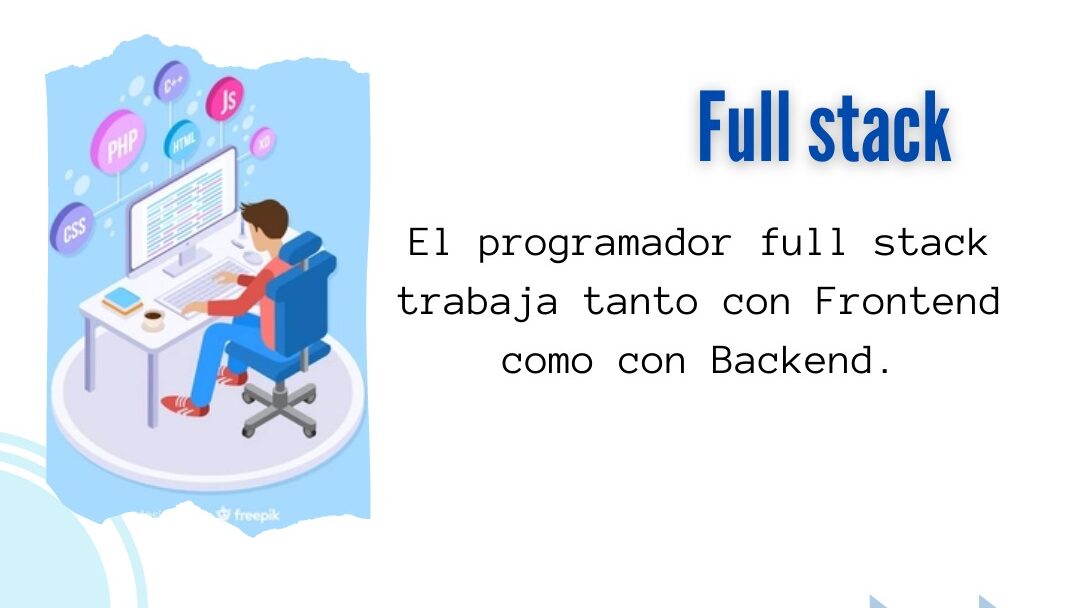 C++
JS
PHP
HTML
XD
CSS
Full stack
El programador full stack
trabaja tanto con Frontend
como con Backend.
freepik